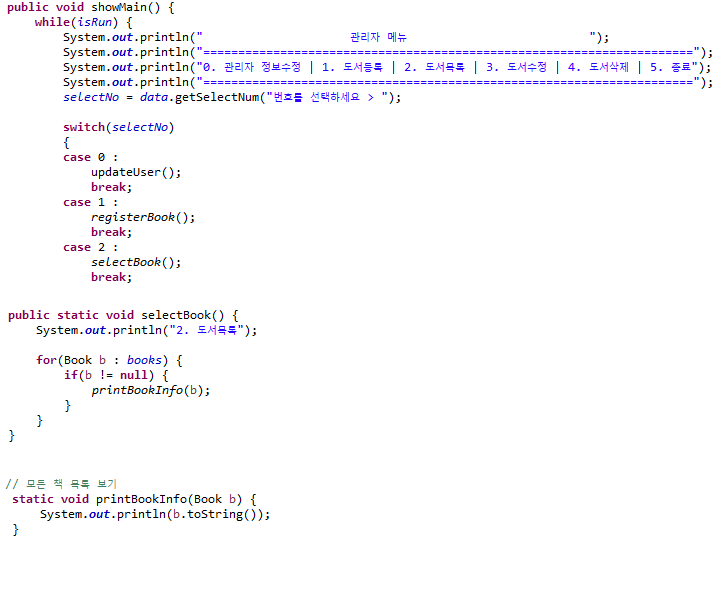 public void showMain() {
while(isRun) {
System.out.println("                     관리자 메뉴                          ");
System.out.println("======================================================================");
System.out.println("0. 관리자 정보수정 | 1. 도서등록 | 2. 도서목록 | 3. 도서수정 | 4. 도서삭제 | 5. 종료");
System.out.println("======================================================================");
selectNo = data.getSelectNum("번호를 선택하세요 > ");
switch(selectNo)
{
case 0 :
updateUser();
break;
case 1 :
registerBook();
break;
case 2 :
selectBook();
break;
public static void selectBook() {
System.out.println("2. 도서목록");
for(Book b : books) {
if(b != null) {
printBookInfo(b);
}
}
}
// 모든 책 목록 보기
static void printBookInfo(Book b) {
System.out.println(b.toString());
}